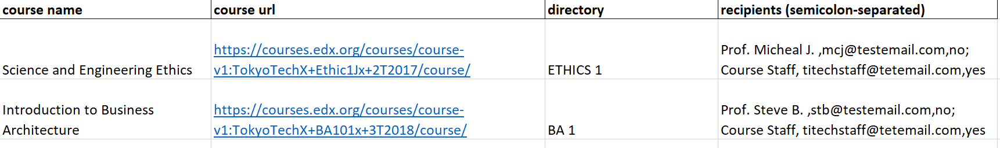 course name
course url
directory
recipients (semicolon-separated)
Science and Engineering Ethics
https://courses.edx.org/courses/course-
v1:TokyoTechX+Ethic1Jx+2T2017/course/
ETHICS 1
Prof. Micheal J. ,mcj@testemail.com,no;
Course Staff, titechstaff@tetemail.com,yes
Introduction to Business
Architecture
https://courses.edx.org/courses/course-
v1:TokyoTechX+BA101x+3T2018/course/
BA 1
Prof. Steve B. ,stb@testemail.com,no;
Course Staff, titechstaff@tetemail.com,yes